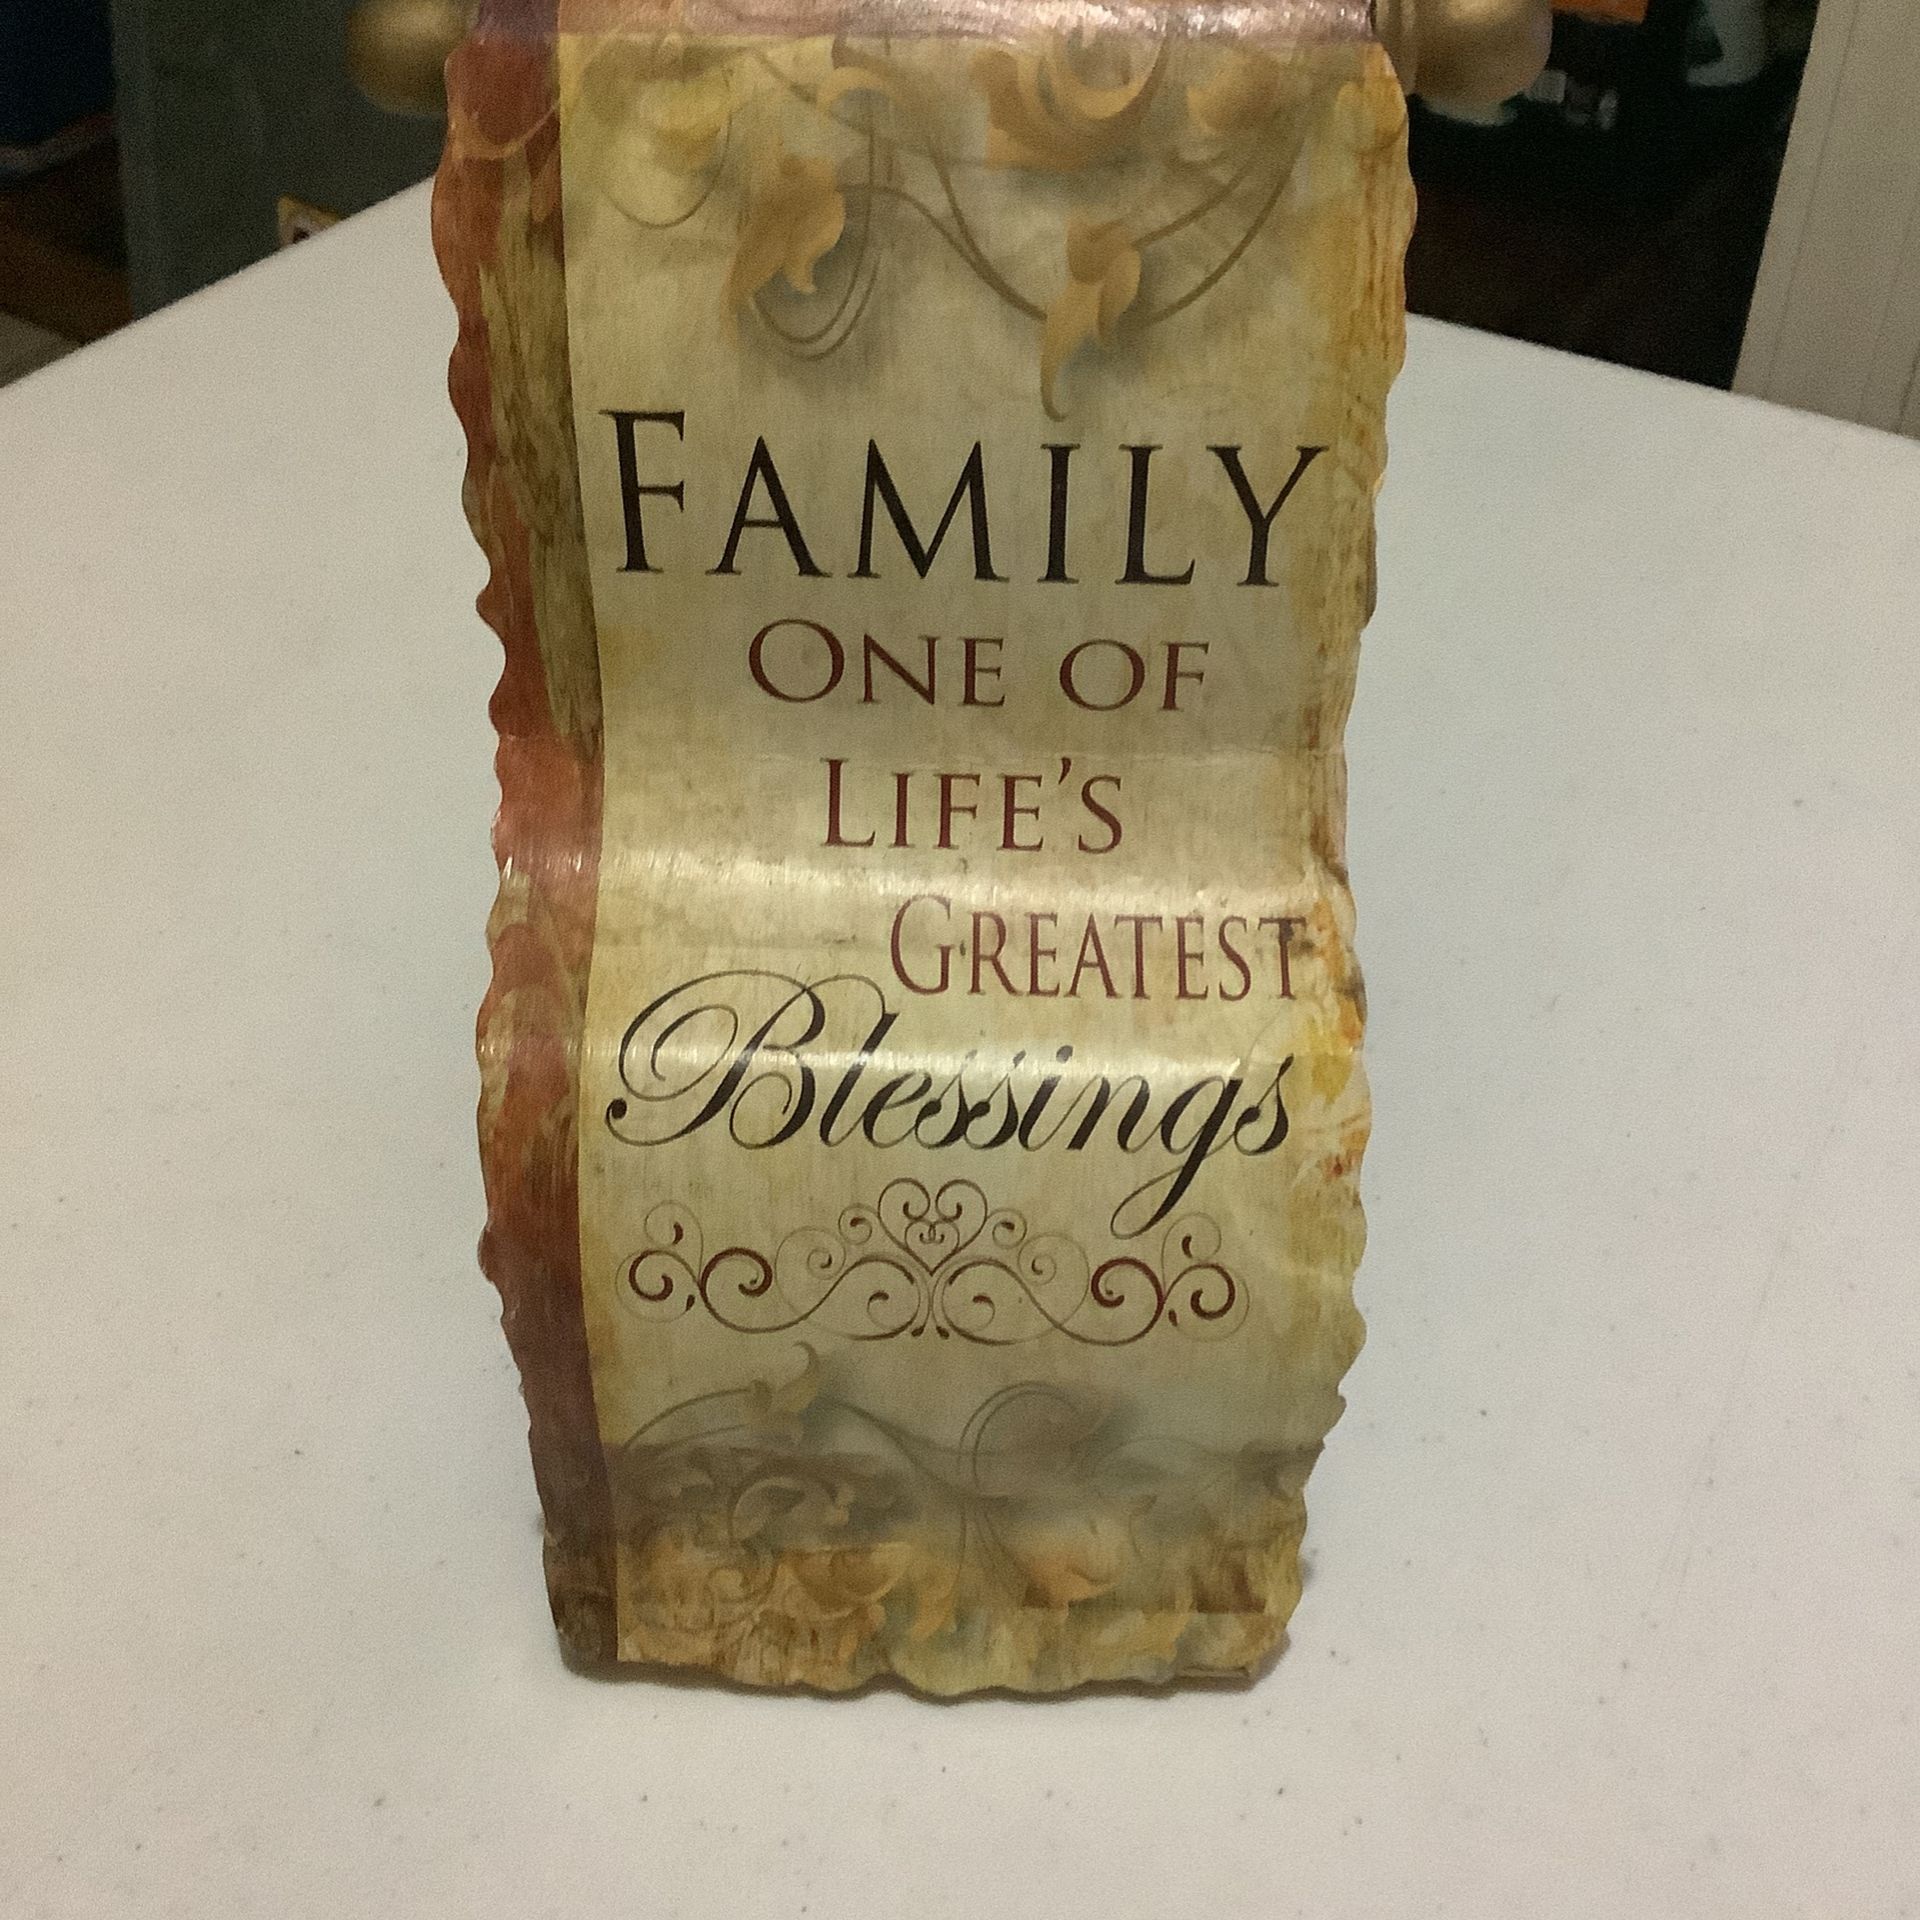 FAMILY
ONE OF
LIFE'S
GREATEST
Blessings